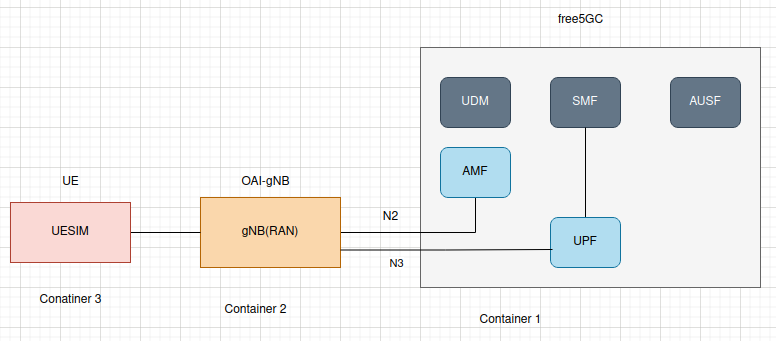 free5GC
UDM
SMF
AUSF
AMF
UE
OAI-gNB
UESIM
gNB(RAN)
N2
N3
UPF
Conatiner 3
Container 2
Container 1